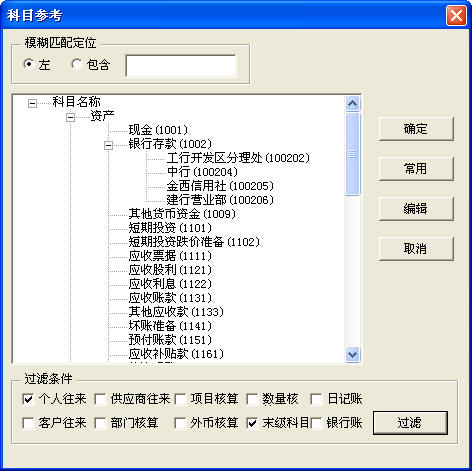 科目参考
模糊匹配定位
左 包含
科目名称
资产
现金(1001)
银行存款(1002)
工行开发区分理处(100202)
中行(100204)
金西信用社(100205)
建行营业部(100206)
其他货币资金(1009)
短期投资(1101)
短期投资跌价准备(1102)
应收票据(1111)
应收股利(1121)
应收利息(1122)
应收账款(1131)
其他应收款(1133)
坏账准备(1141)
预付账款(1151)
应收补贴款(1161)
确定
常用
编辑
取消
过滤条件
个人往来 供应商往来 项目核算 数量核 日记账
客户往来 部门核算 外币核算 末级科目 银行账 过滤